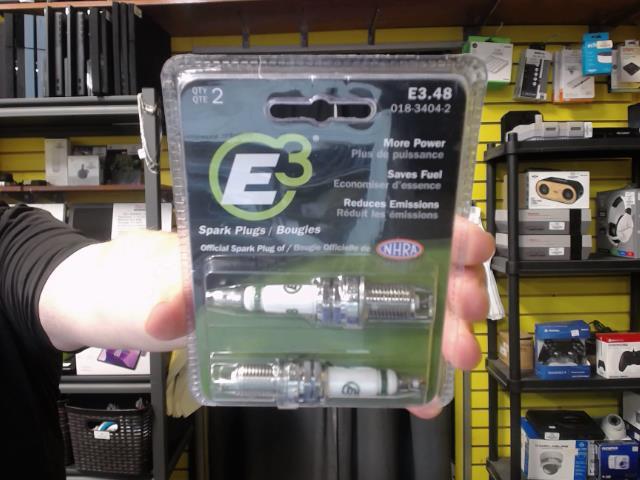 QTY
QTE 2
E3.48
018-3404-2
E3
More Power
Plus de puissance
Saves Fuel
Economiser d'essence
Reduces Emissions
Réduit les émissions
Spark Plugs / Bougies
Official Spark Plug of / Bougie Officielle de NHRA